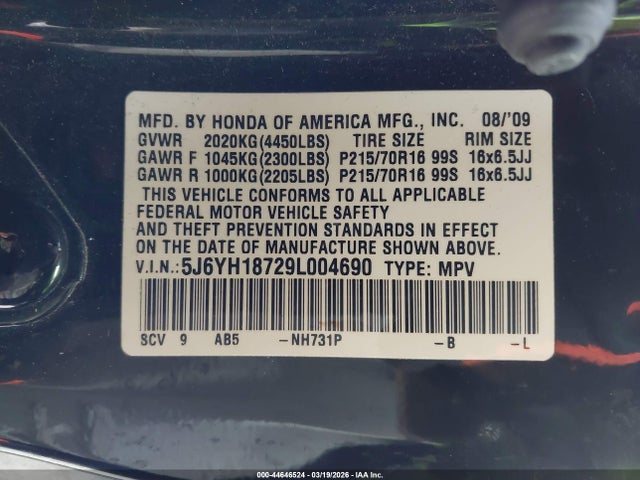 MFD. BY HONDA OF AMERICA MFG., INC. 08/'09
GVWR 2020KG(4450LBS) TIRE SIZE RIM SIZE
GAWR F 1045KG(2300LBS) P215/70R16 99S 16x6.5JJ
GAWR R 1000KG(2205LBS) P215/70R16 99S 16x6.5JJ
THIS VEHICLE CONFORMS TO ALL APPLICABLE
FEDERAL MOTOR VEHICLE SAFETY
AND THEFT PREVENTION STANDARDS IN EFFECT
ON THE DATE OF MANUFACTURE SHOWN ABOVE.
V.I.N.:5J6YH18729L004690 TYPE: MPV
SCV 9 AB5 -NH731P -B -L
000-44646524 | 03/19/2026 | IAA Inc.